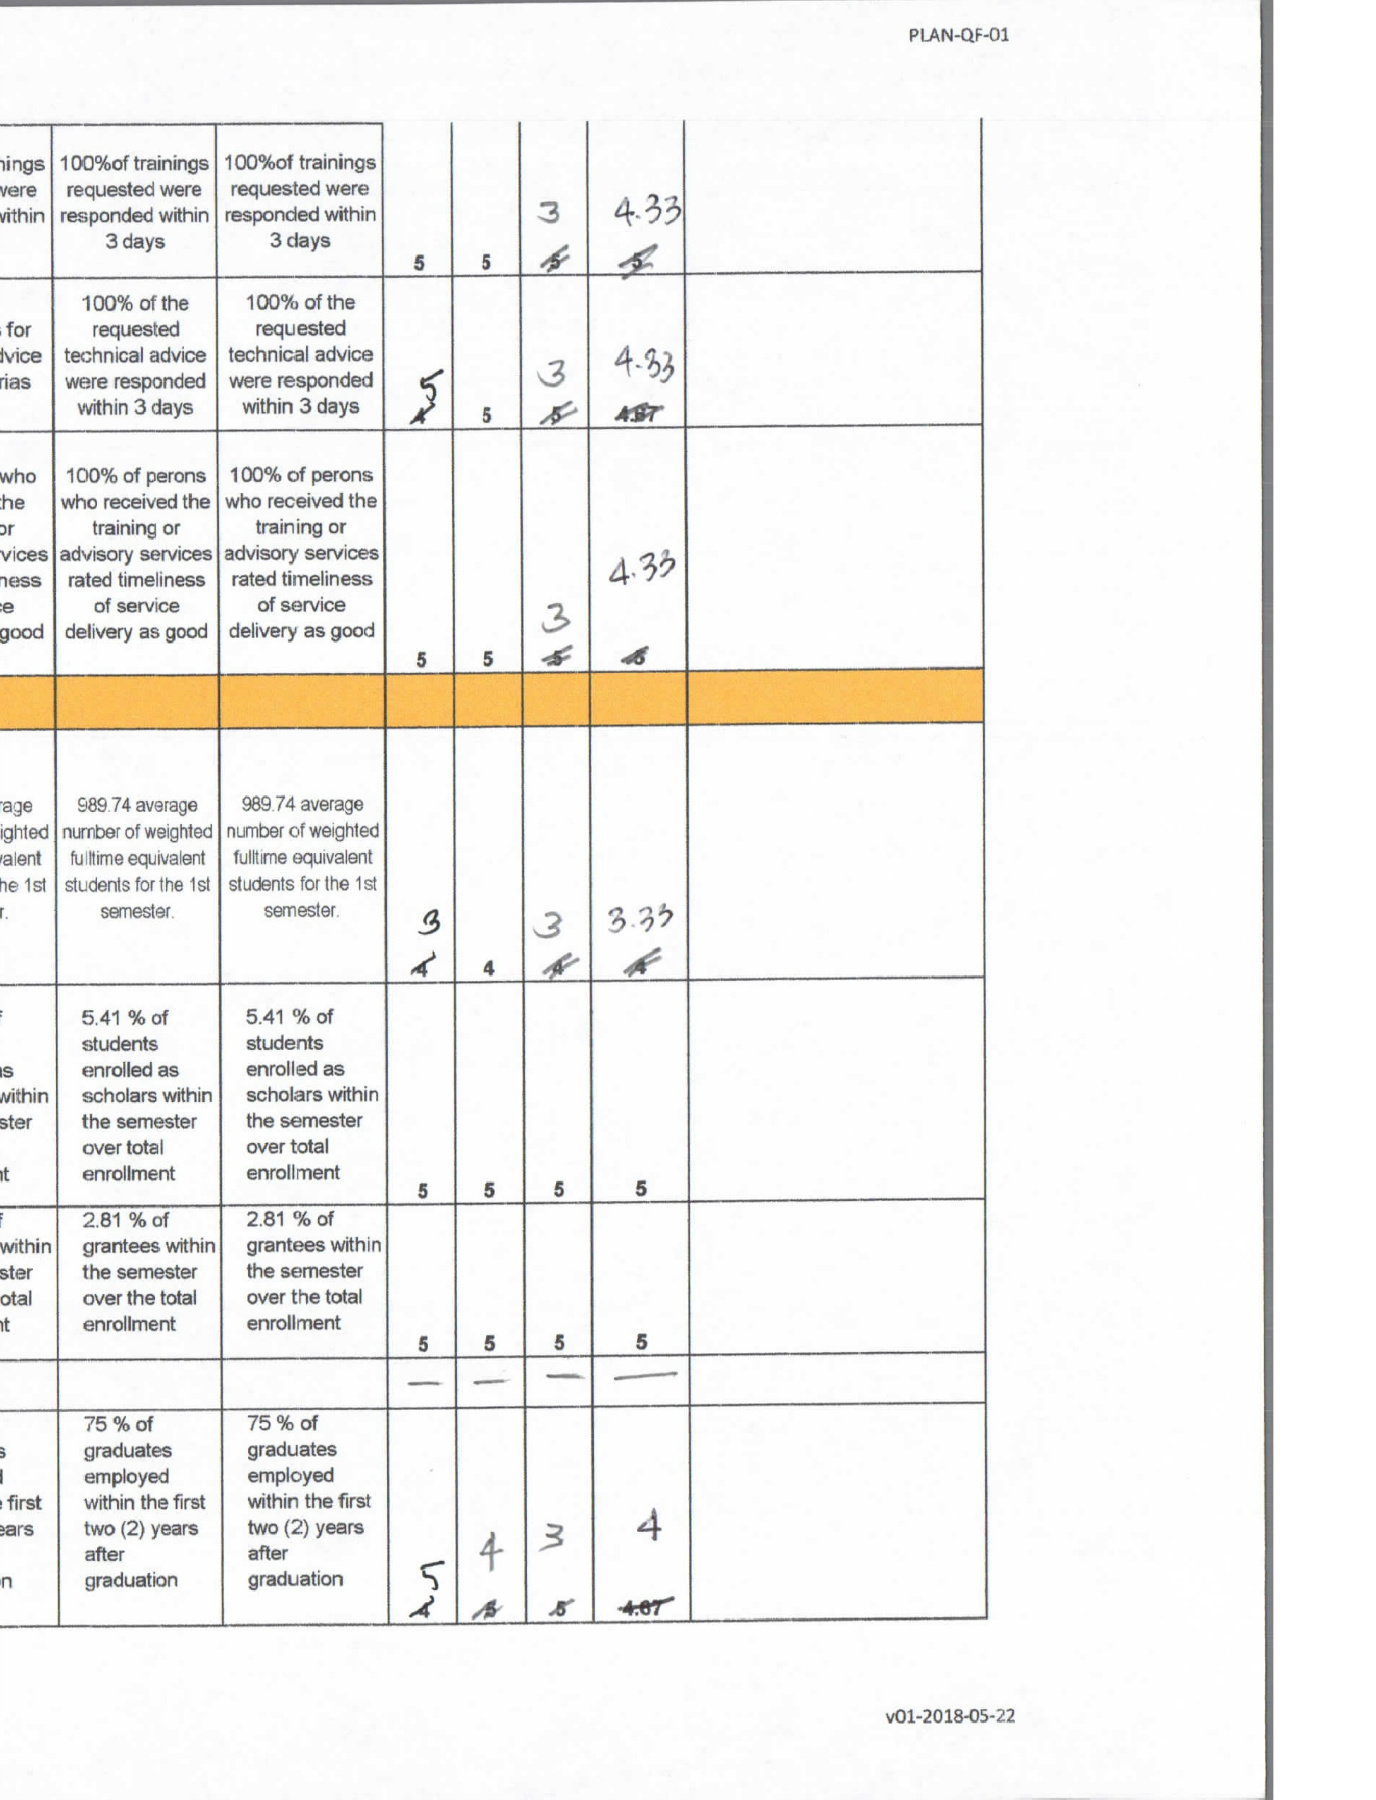 PLAN-QF-01
nings
were
within
100%of trainings
requested were
responded within
3 days
100%of trainings
requested were
responded within
3 days
5
5
3
5
4.33
5
for
dvice
rias
100% of the
requested
technical advice
were responded
within 3 days
100% of the
requested
technical advice
were responded
within 3 days
5
4
5
3
5
4.33
4.67
who
the
or
vices
ness
ce
good
100% of perons
who received the
training or
advisory services
rated timeliness
of service
delivery as good
100% of perons
who received the
training or
advisory services
rated timeliness
of service
delivery as good
5
5
3
5
4.33
5
rage
ighted
valent
he 1st
r.
989.74 average
number of weighted
fulltime equivalent
students for the 1st
semester.
989.74 average
number of weighted
fulltime equivalent
students for the 1st
semester.
3
4
4
3
4
3.33
4
f
as
within
ster
nt
5.41 % of
students
enrolled as
scholars within
the semester
over total
enrollment
5.41 % of
students
enrolled as
scholars within
the semester
over total
enrollment
5
5
5
5
f
within
ster
otal
nt
2.81 % of
grantees within
the semester
over the total
enrollment
2.81 % of
grantees within
the semester
over the total
enrollment
5
5
5
5
— — — —
s
d
first
ears
on
75 % of
graduates
employed
within the first
two (2) years
after
graduation
75 % of
graduates
employed
within the first
two (2) years
after
graduation
5
4
4
5
3
5
4
4.67
v01-2018-05-22